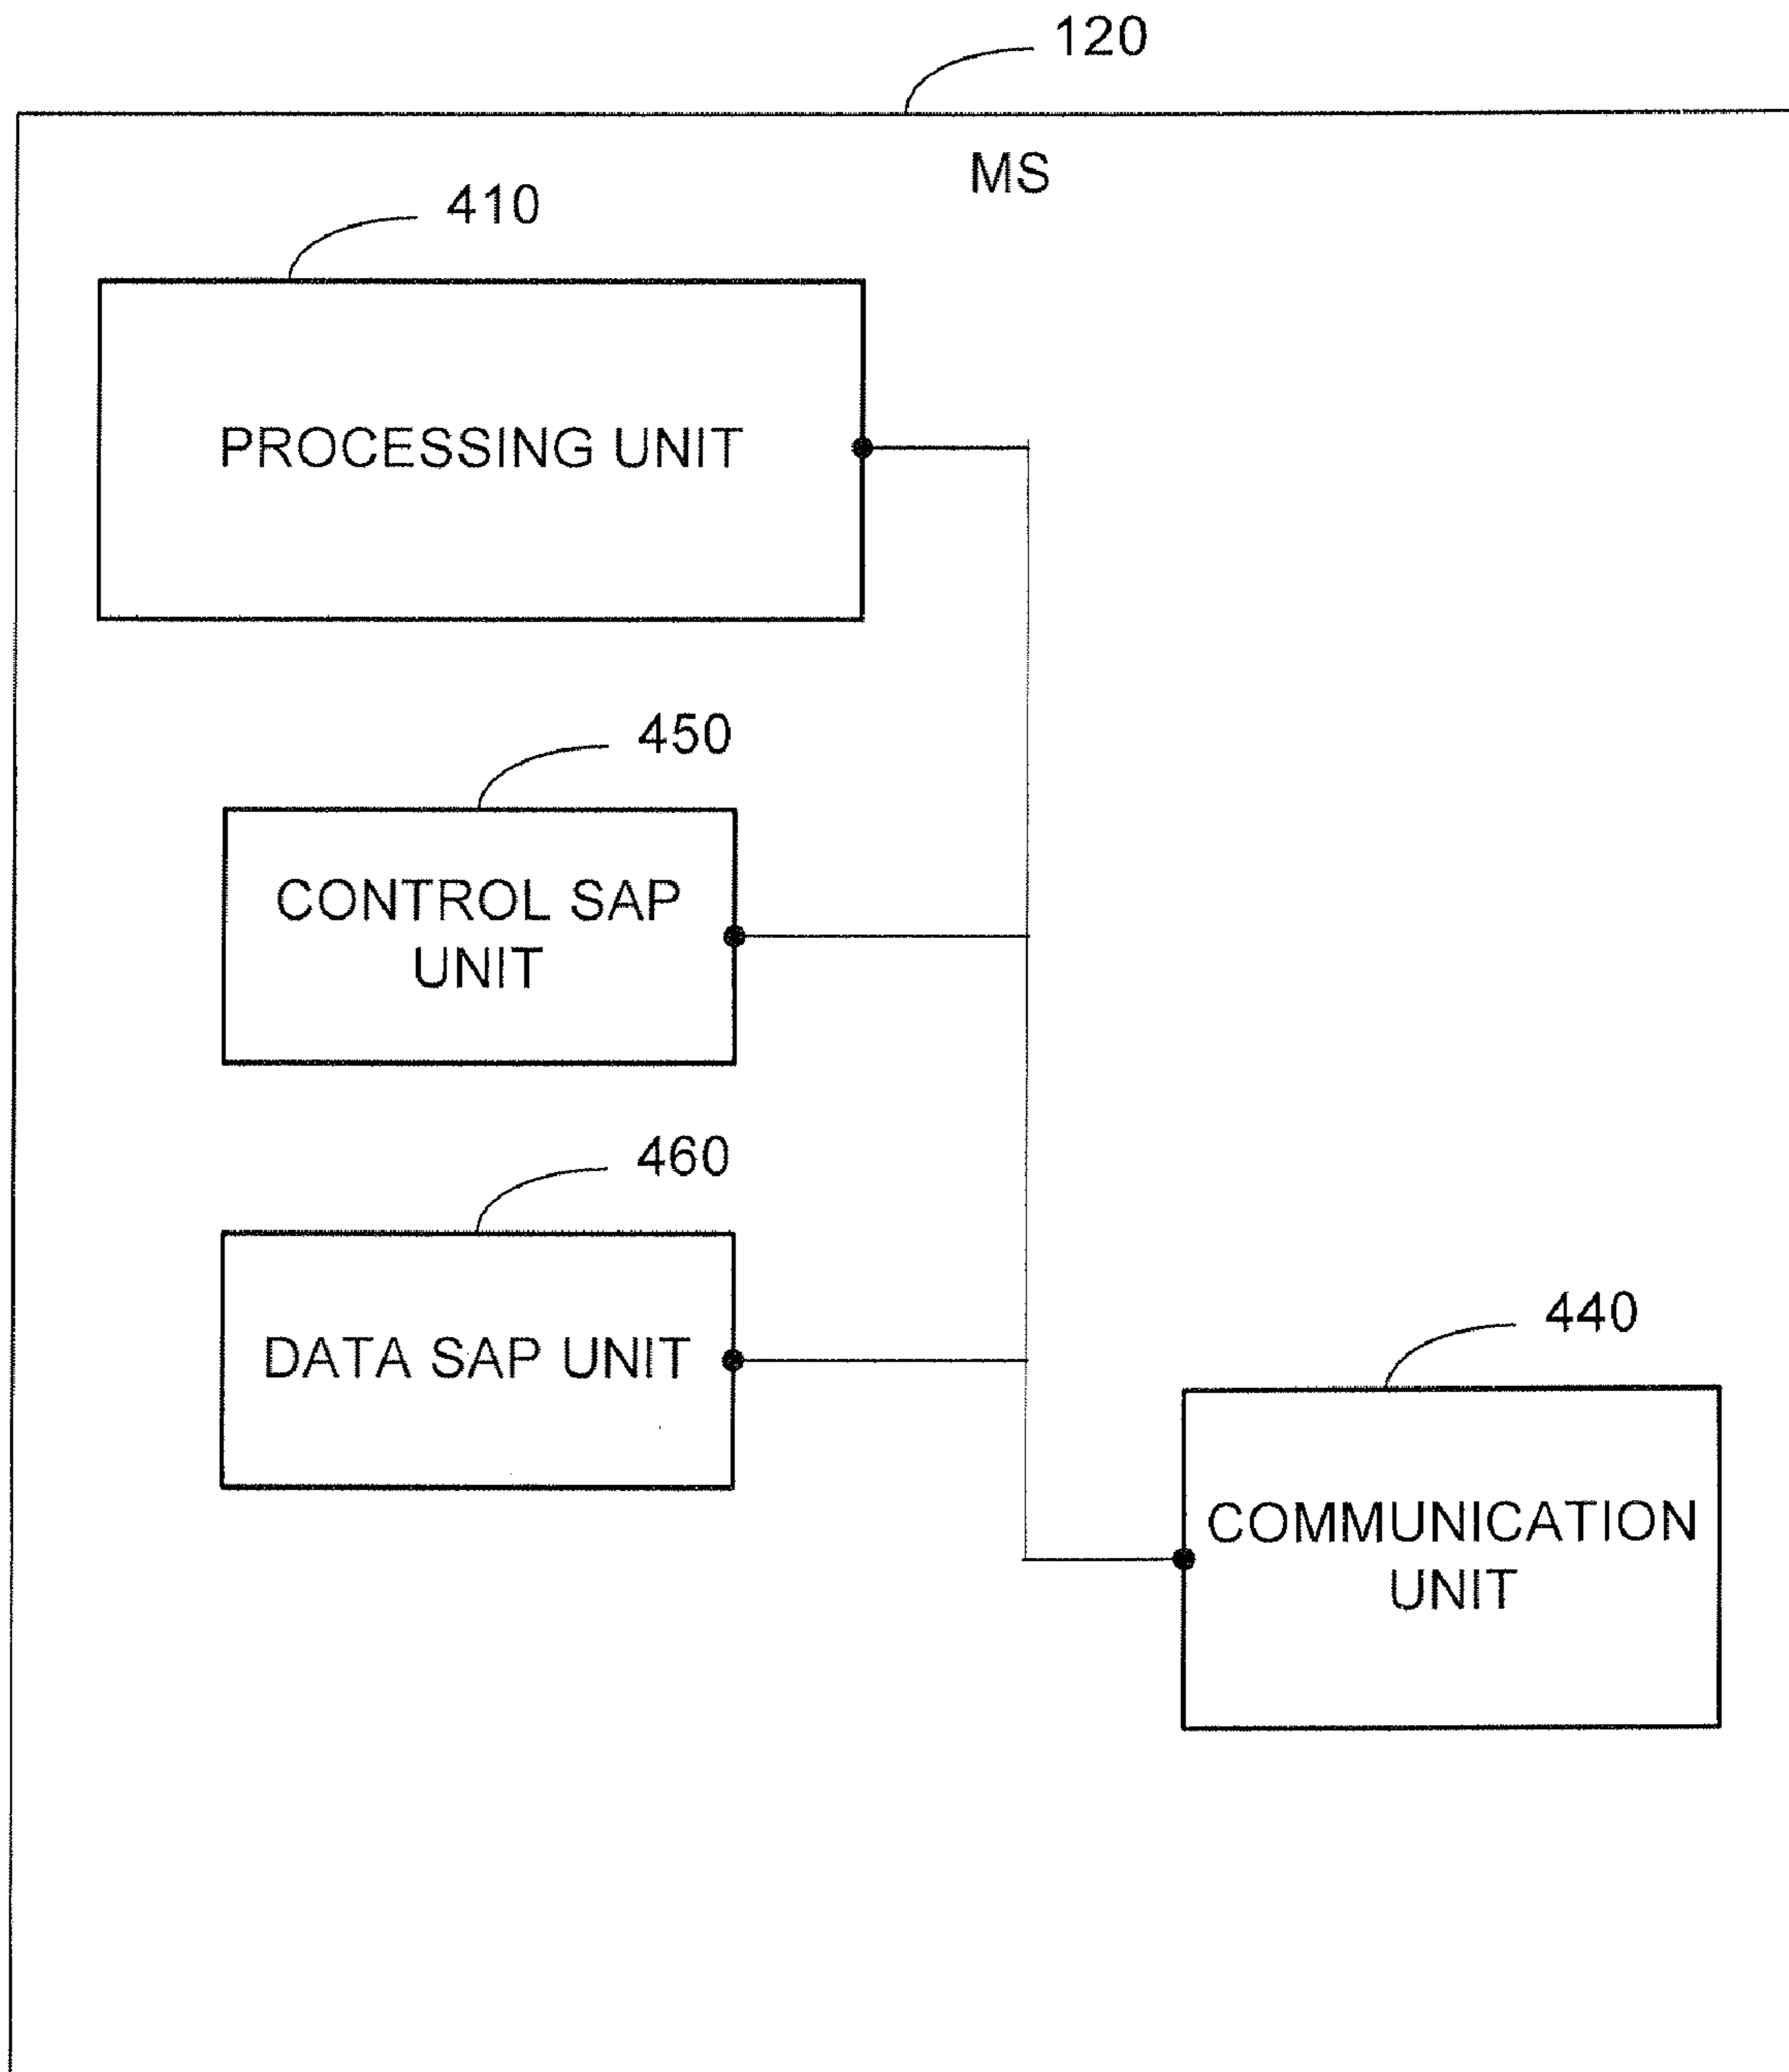 120
MS
410
PROCESSING UNIT
450
CONTROL SAP
UNIT
460
DATA SAP UNIT
440
COMMUNICATION
UNIT